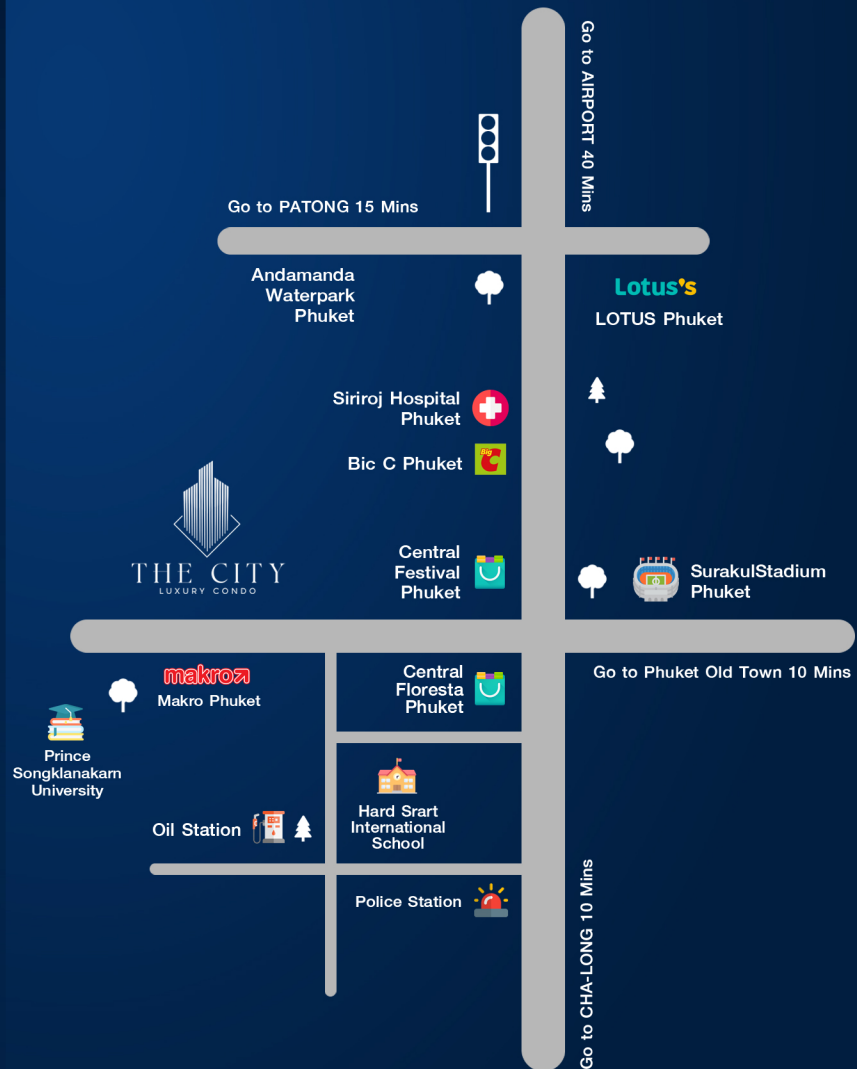 Go to AIRPORT 40 Mins
Go to PATONG 15 Mins
Andamanda
Waterpark
Phuket
Lotus's
LOTUS Phuket
Siriroj Hospital
Phuket
Big
C
Bic C Phuket
THE CITY
LUXURY CONDO
Central
Festival
Phuket
SurakulStadium
Phuket
makro
Makro Phuket
Central
Floresta
Phuket
Go to Phuket Old Town 10 Mins
Prince
Songklanakarn
University
Hard Srart
International
School
Oil Station
Police Station
Go to CHA-LONG 10 Mins